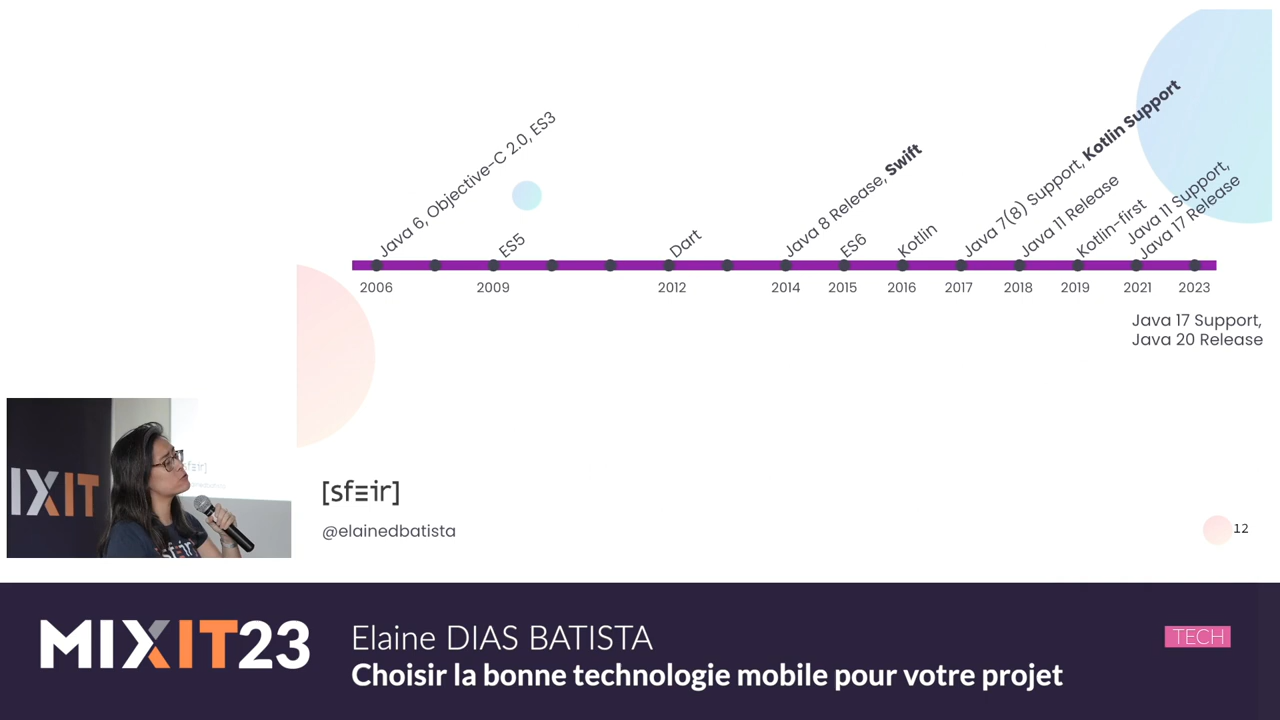 Java 6, Objective-C 2.0, ES3
ES5
Dart
Java 8 Release, Swift
ES6
Kotlin
Java 7(8) Support, Kotlin Support
Java 11 Release
Kotlin-first
Java 11 Support,
Java 17 Release
2006
2009
2012
2014
2015
2016
2017
2018
2019
2021
2023
Java 17 Support,
Java 20 Release
IXIT
[sfeir]
@elainedbatista
12
MIXIT23
Elaine DIAS BATISTA
TECH
Choisir la bonne technologie mobile pour votre projet